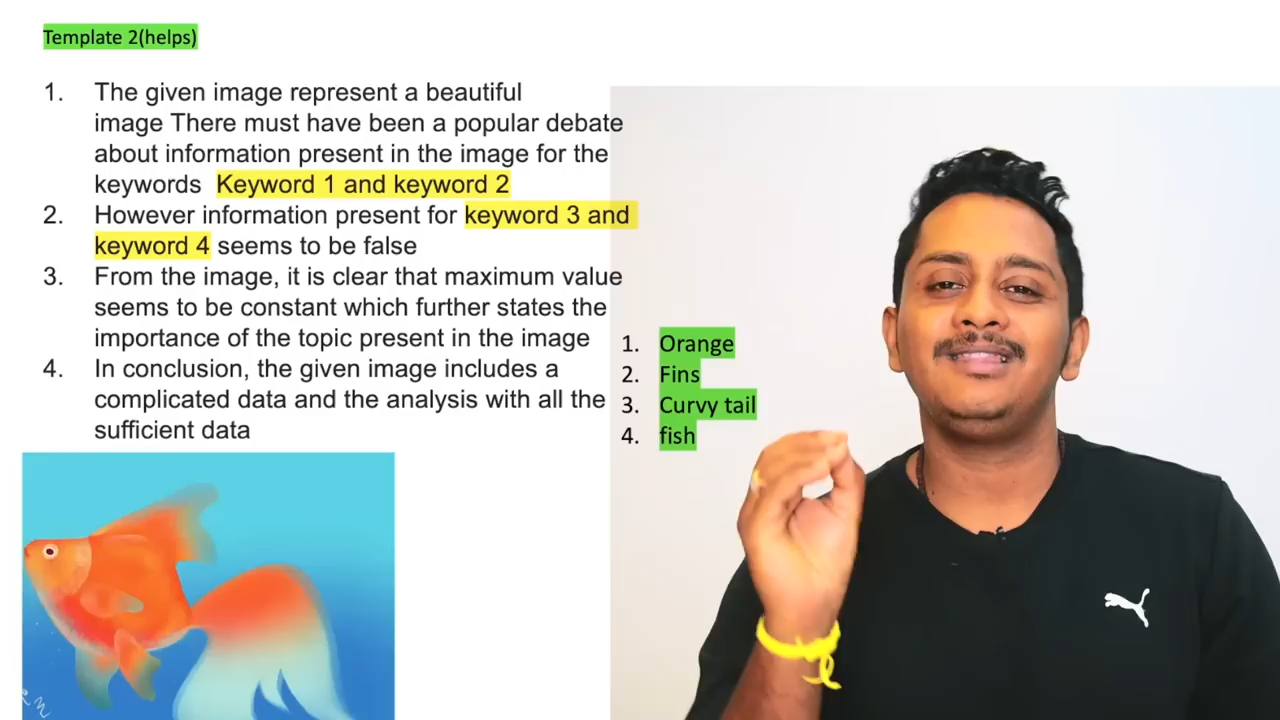 Template 2(helps)
1. The given image represent a beautiful
image There must have been a popular debate
about information present in the image for the
keywords Keyword 1 and keyword 2
2. However information present for keyword 3 and
keyword 4 seems to be false
3. From the image, it is clear that maximum value
seems to be constant which further states the
importance of the topic present in the image
4. In conclusion, the given image includes a
complicated data and the analysis with all the
sufficient data
1. Orange
2. Fins
3. Curvy tail
4. fish